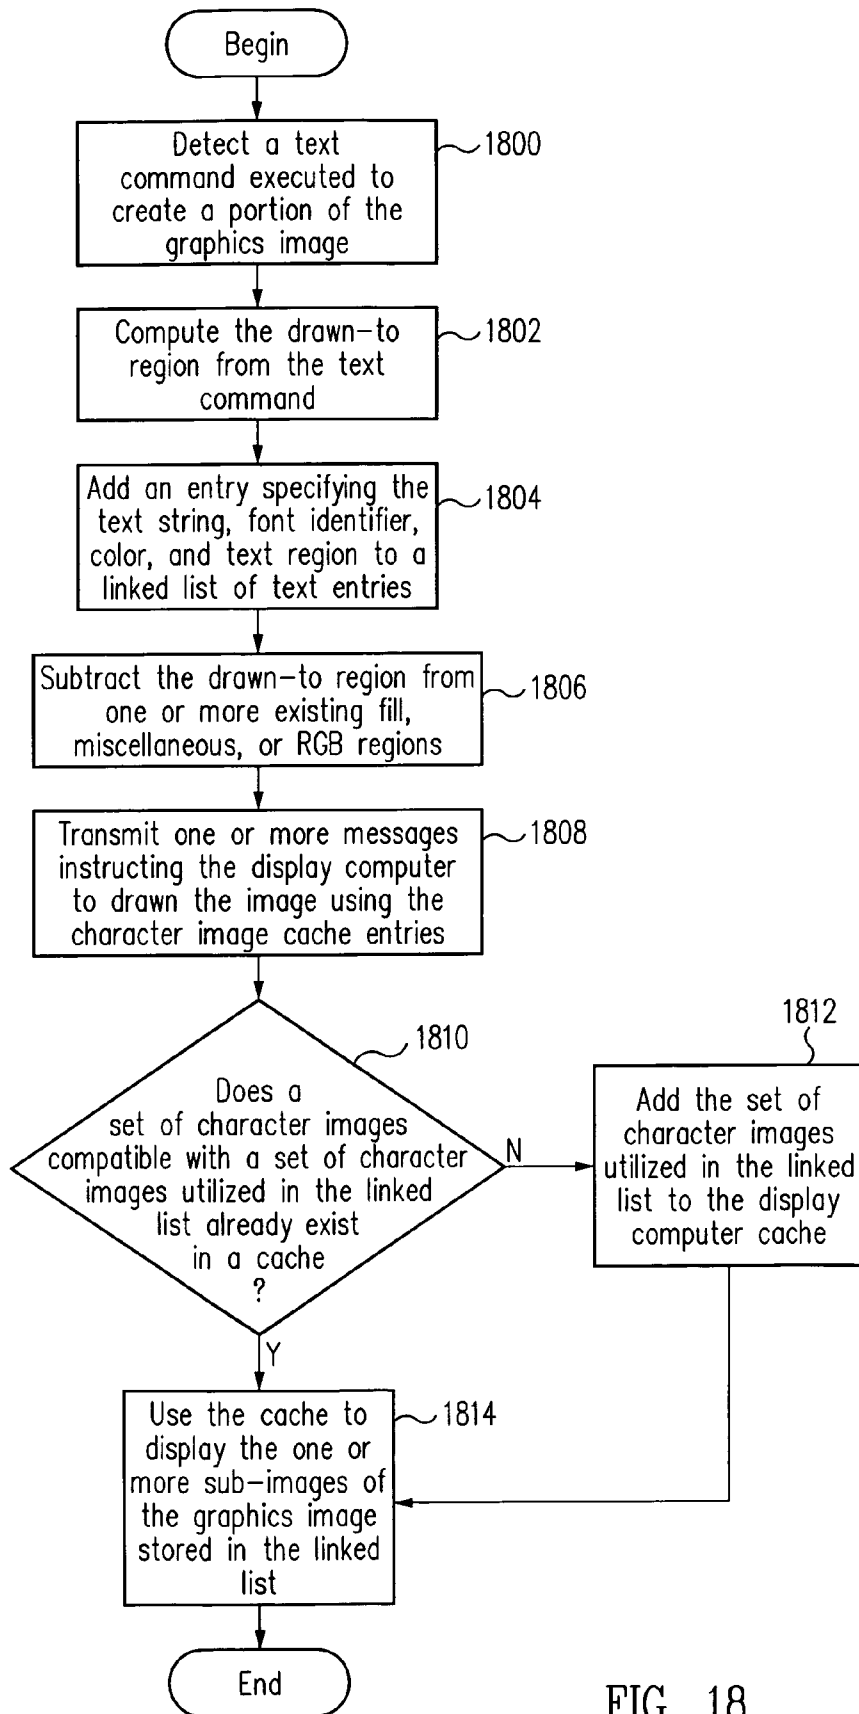 Begin
Detect a text
command executed to
create a portion of the
graphics image
1800
Compute the drawn-to
region from the text
command
1802
Add an entry specifying the
text string, font identifier,
color, and text region to a
linked list of text entries
1804
Subtract the drawn-to region from
one or more existing fill,
miscellaneous, or RGB regions
1806
Transmit one or more messages
instructing the display computer
to drawn the image using the
character image cache entries
1808
Does a
set of character images
compatible with a set of character
images utilized in the linked
list already exist
in a cache
?
1810
N
Y
1812
Add the set of
character images
utilized in the linked
list to the display
computer cache
Use the cache to
display the one or
more sub-images of
the graphics image
stored in the linked
list
1814
End
FIG. 18